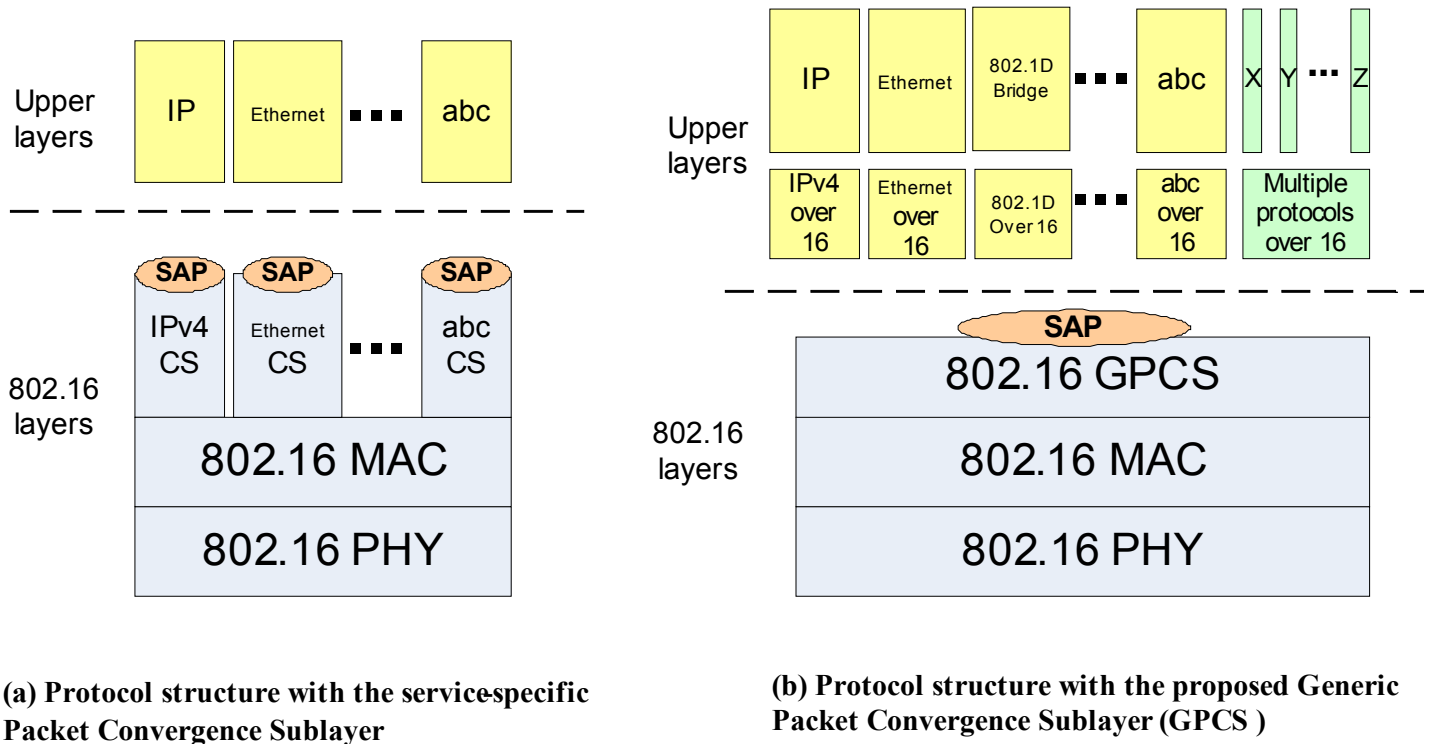 Upper
layers
IP
Ethernet
abc
SAP
SAP
SAP
802.16
layers
IPv4
CS
Ethernet
CS
abc
CS
802.16 MAC
802.16 PHY
(a) Protocol structure with the service-specific
Packet Convergence Sublayer
Upper
layers
IP
Ethernet
802.1D
Bridge
abc
X
Y
Z
IPv4
over
16
Ethernet
over
16
802.1D
Over 16
abc
over
16
Multiple
protocols
over 16
SAP
802.16
layers
802.16 GPCS
802.16 MAC
802.16 PHY
(b) Protocol structure with the proposed Generic
Packet Convergence Sublayer (GPCS )